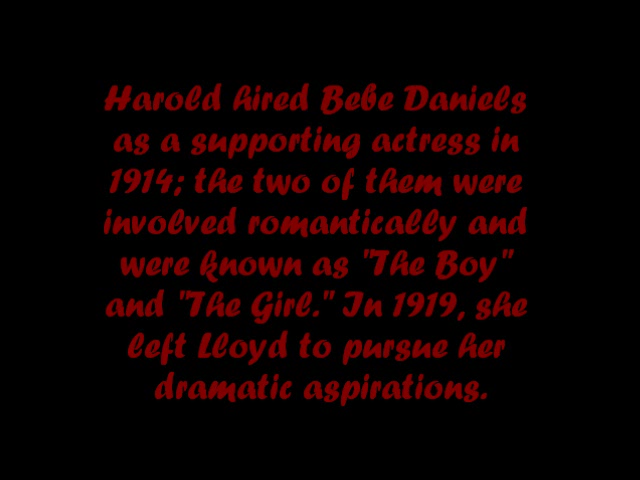 Harold hired Bebe Daniels
as a supporting actress in
1914; the two of them were
involved romantically and
were known as "The Boy"
and "The Girl." In 1919, she
left Lloyd to pursue her
dramatic aspirations.